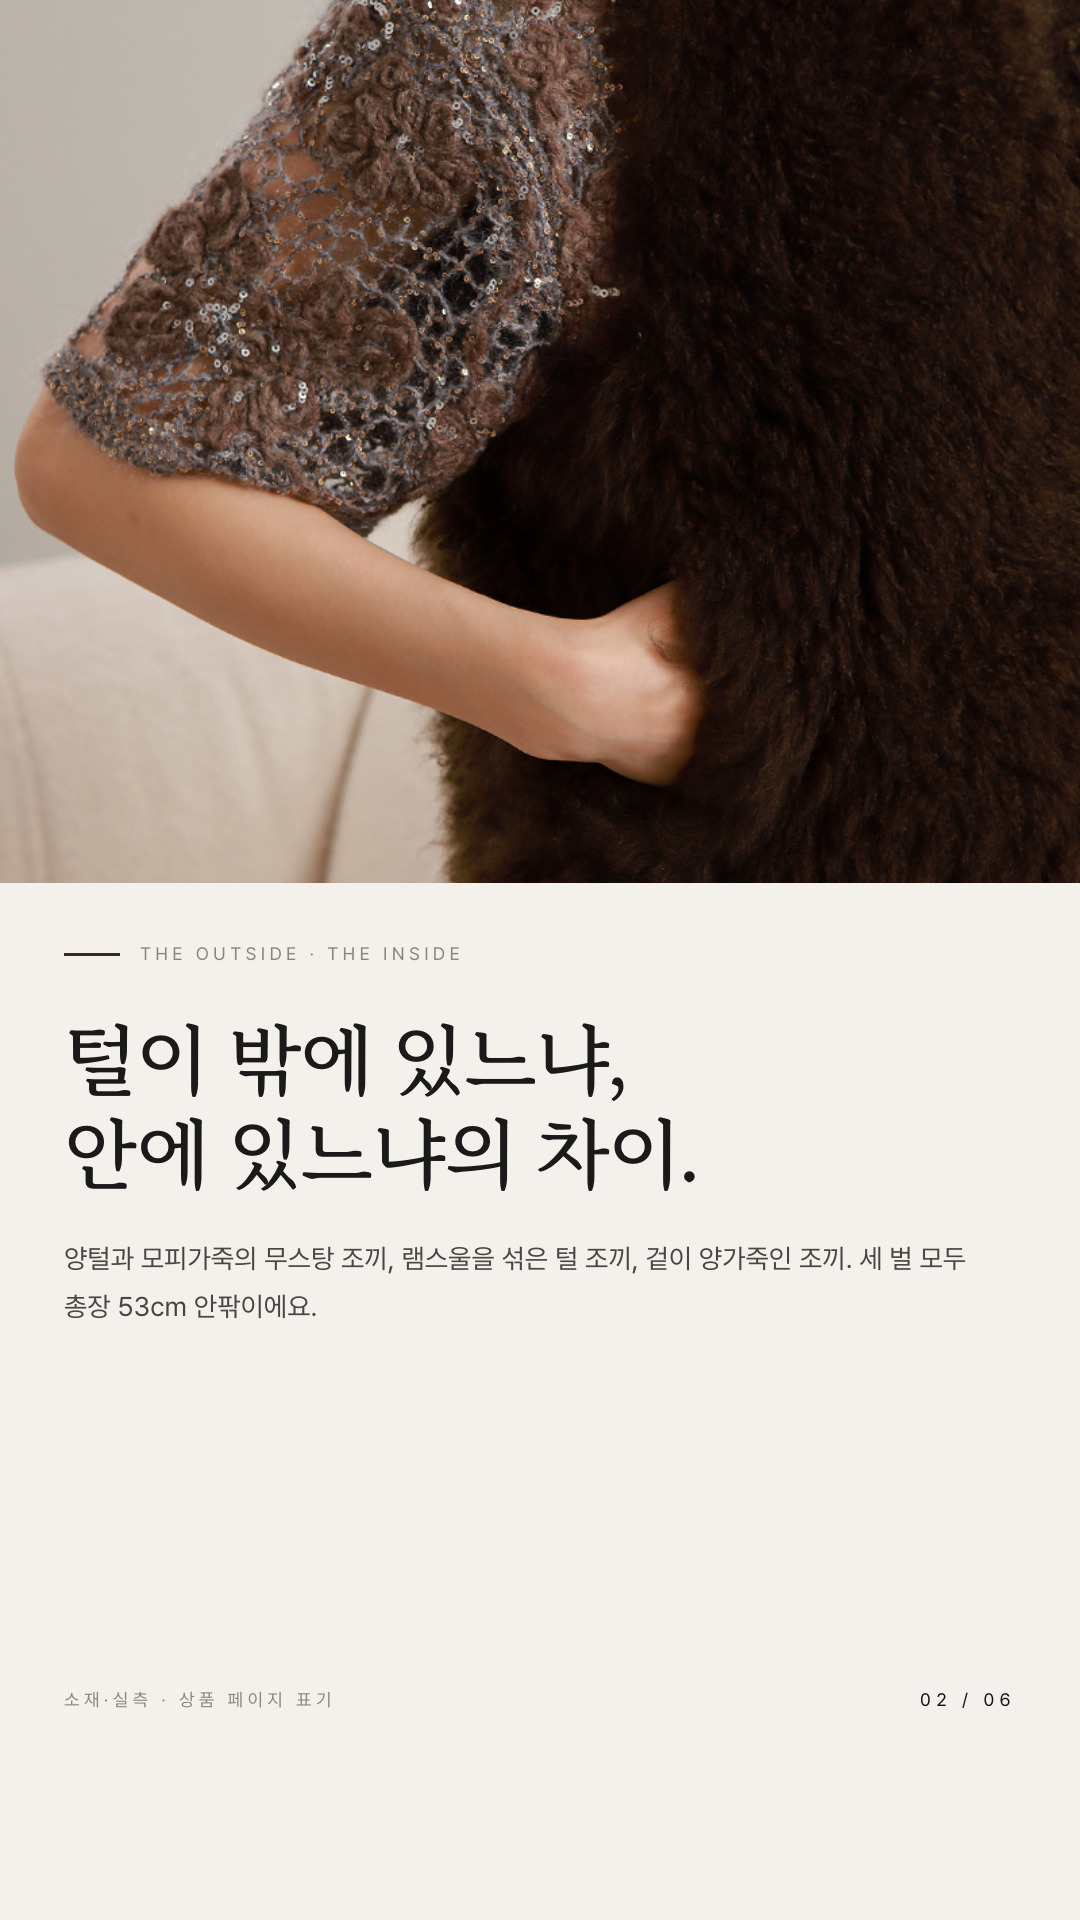 THE OUTSIDE · THE INSIDE
털이 밖에 있느냐,
안에 있느냐의 차이.
양털과 모피가죽의 무스탕 조끼, 램스울을 섞은 털 조끼, 겉이 양가죽인 조끼. 세 벌 모두
총장 53cm 안팎이에요.
소재·실측 · 상품 페이지 표기
02 / 06